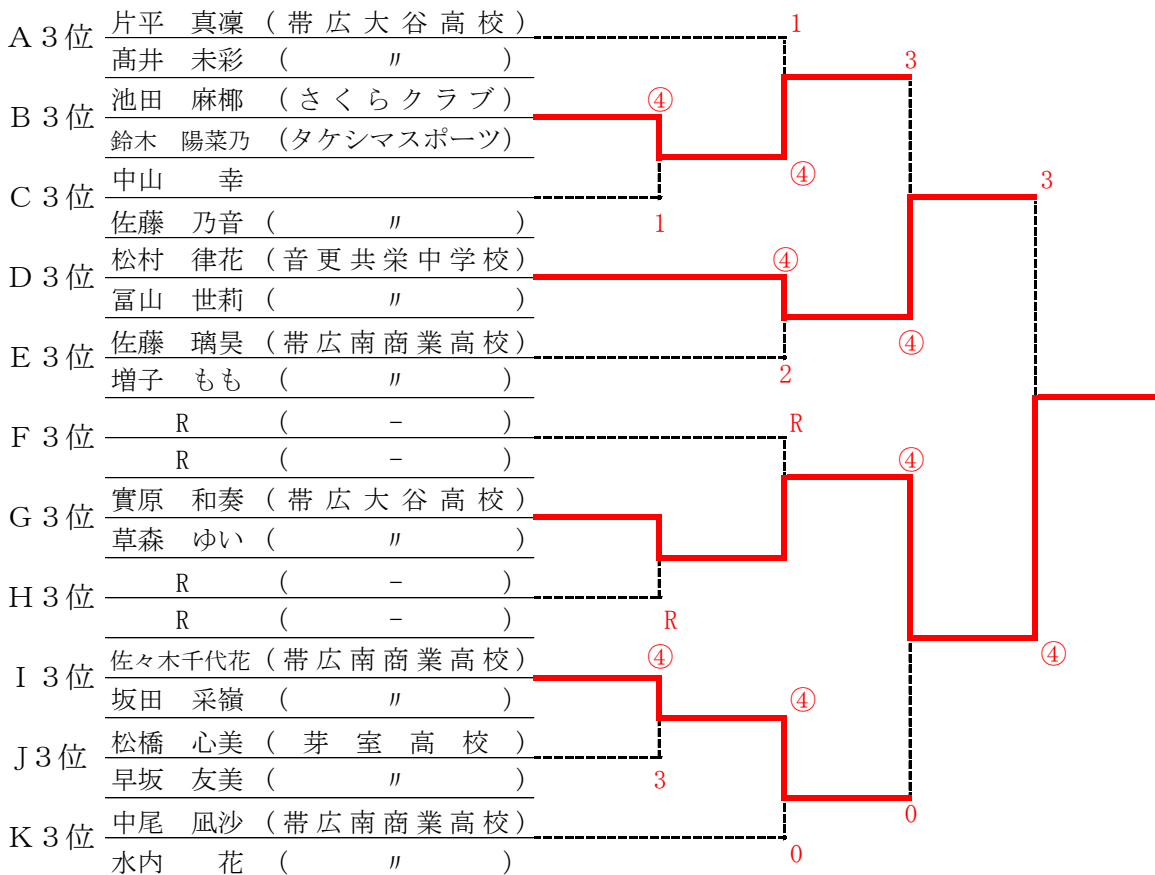 A3位 片平 真凜 (帯広大谷高校) 1
髙井 未彩 ( 〃 ) 3
B3位 池田 麻椰 (さくらクラブ) ④
鈴木 陽菜乃 (タケシマスポーツ) ④
C3位 中山 幸
佐藤 乃音 ( 〃 ) 1 3
D3位 松村 律花 (音更共栄中学校) ④
冨山 世莉 ( 〃 ) ④
E3位 佐藤 璃昊 (帯広南商業高校)
増子 もも ( 〃 ) 2
F3位 R ( － ) R
R ( － ) ④
G3位 實原 和奏 (帯広大谷高校)
草森 ゆい ( 〃 )
H3位 R ( － )
R ( － ) R
I3位 佐々木千代花 (帯広南商業高校) ④ ④
坂田 采嶺 ( 〃 ) ④
J3位 松橋 心美 (芽室高校)
早坂 友美 ( 〃 ) 3
K3位 中尾 凪沙 (帯広南商業高校) 0
水内 花 ( 〃 ) 0